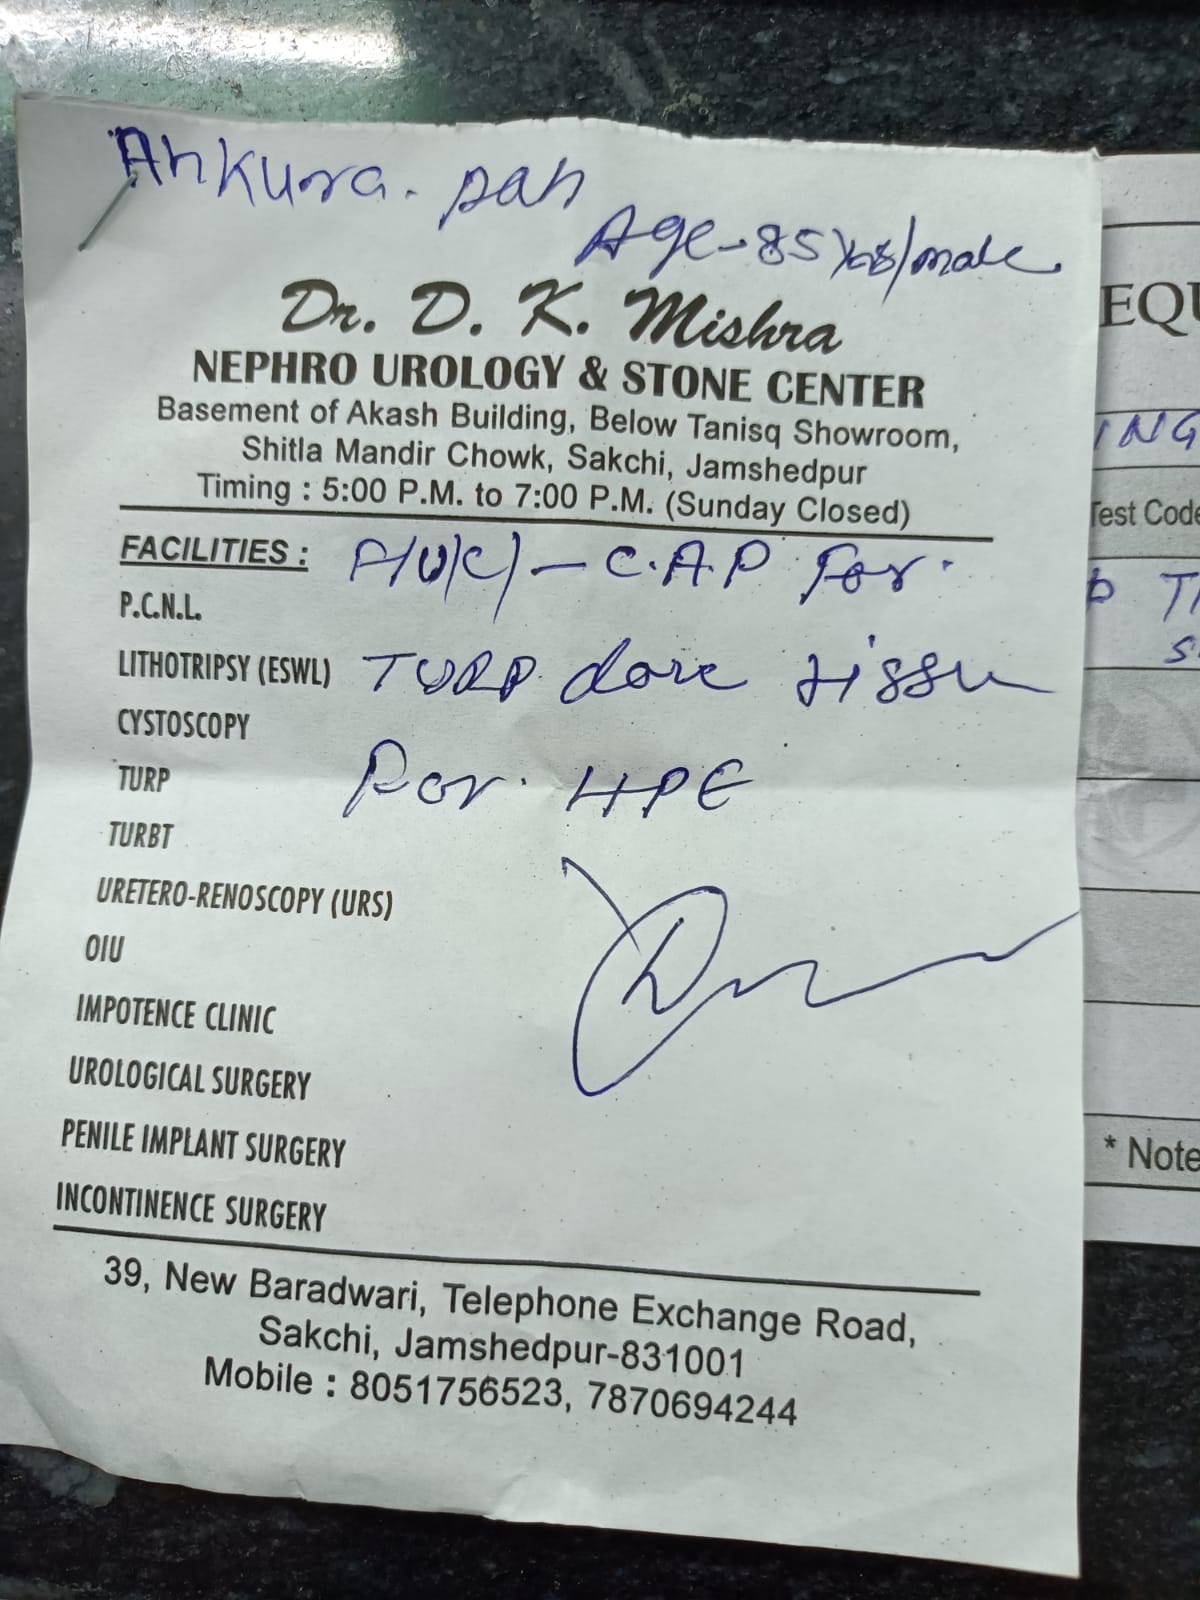 Ankura. pan
Age-85 yrs/male
Dr. D. K. Mishra
NEPHRO UROLOGY & STONE CENTER
Basement of Akash Building, Below Tanisq Showroom,
Shitla Mandir Chowk, Sakchi, Jamshedpur
Timing : 5:00 P.M. to 7:00 P.M. (Sunday Closed)
FACILITIES :
P.C.N.L.
LITHOTRIPSY (ESWL)
CYSTOSCOPY
TURP
TURBT
URETERO-RENOSCOPY (URS)
OIU
IMPOTENCE CLINIC
UROLOGICAL SURGERY
PENILE IMPLANT SURGERY
INCONTINENCE SURGERY
C.A.P For
TURP done tissu
For HPE
39, New Baradwari, Telephone Exchange Road,
Sakchi, Jamshedpur-831001
Mobile : 8051756523, 7870694244
EQU
ING
Test Code
* Note